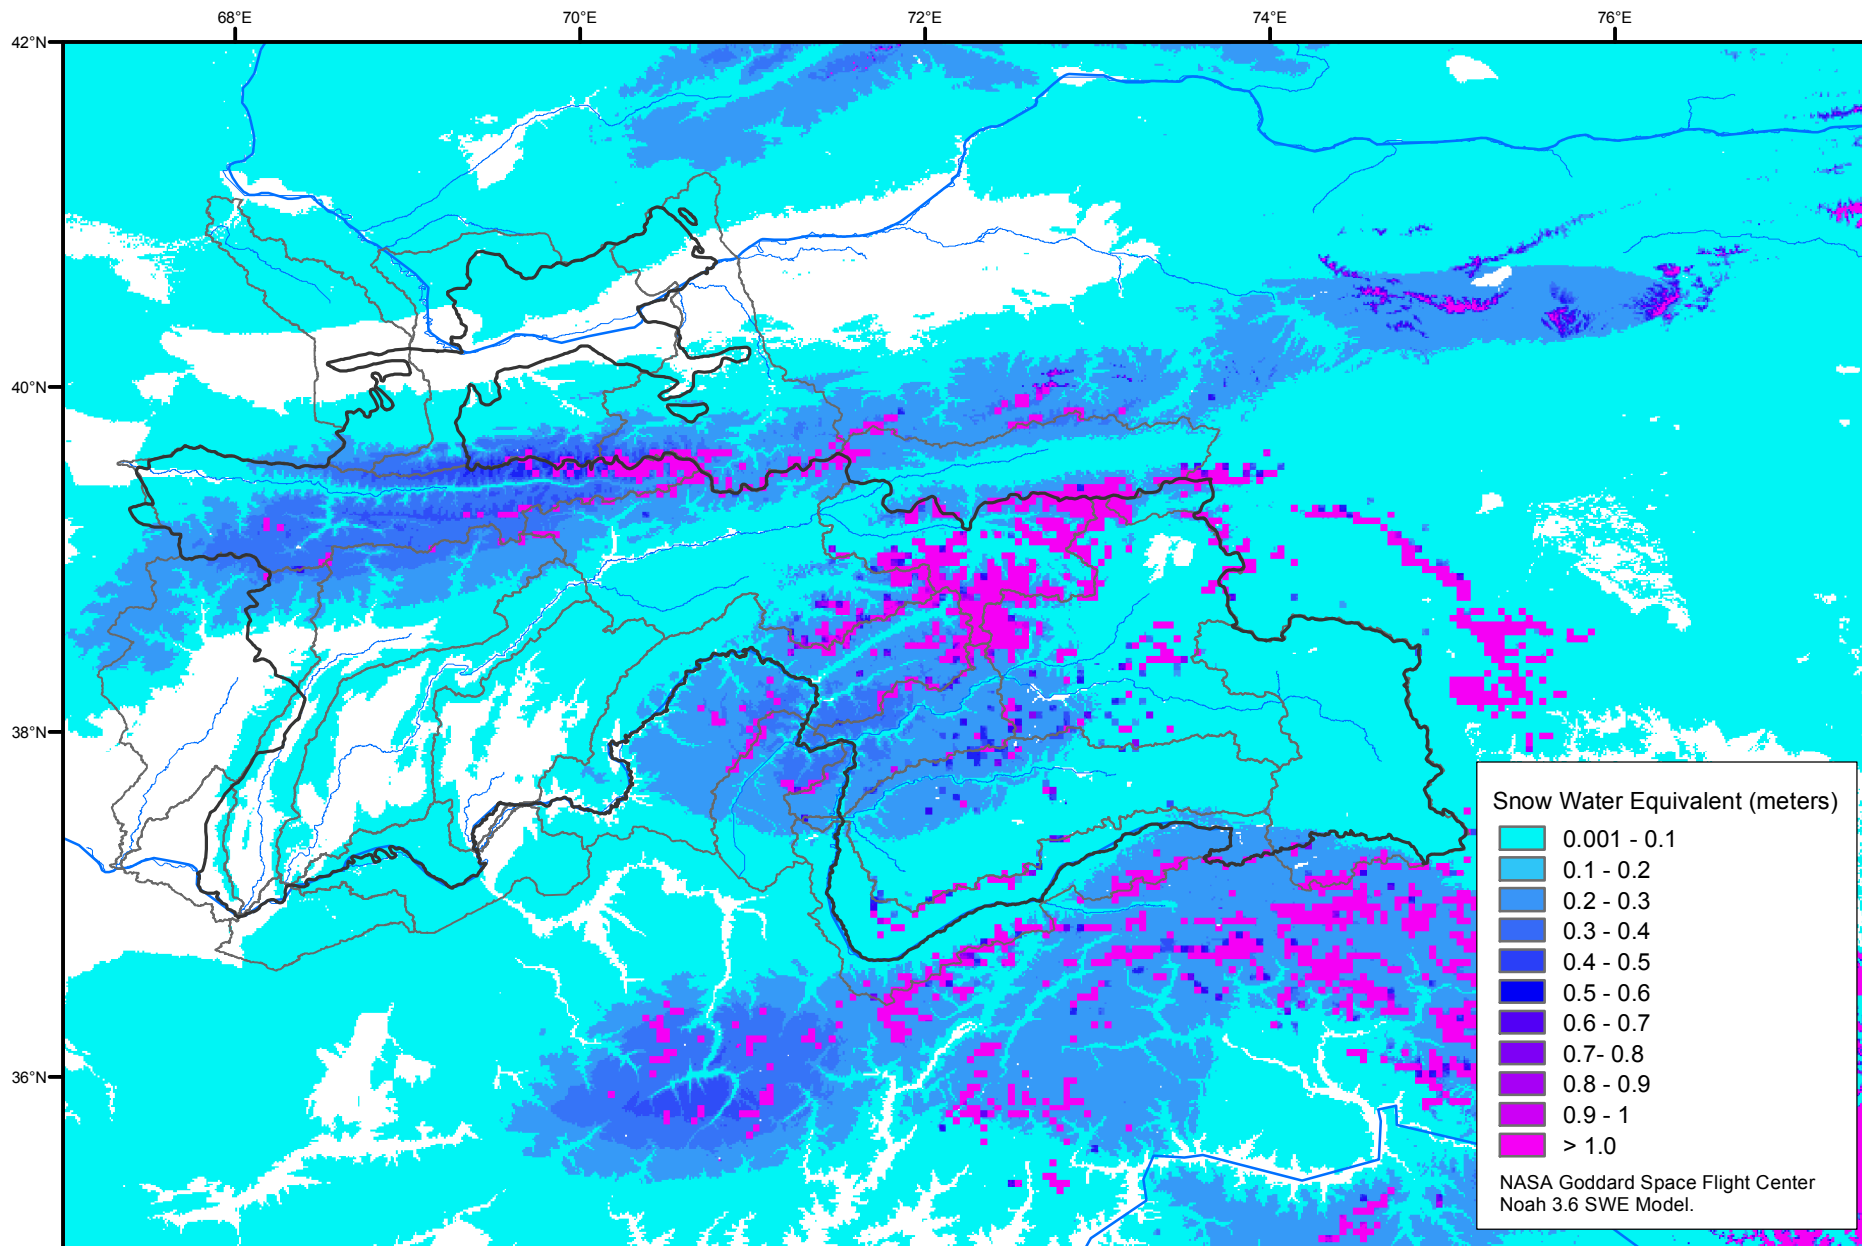 68°E
70°E
72°E
74°E
76°E
42°N
40°N
38°N
36°N
Snow Water Equivalent (meters)
0.001 - 0.1
0.1 - 0.2
0.2 - 0.3
0.3 - 0.4
0.4 - 0.5
0.5 - 0.6
0.6 - 0.7
0.7- 0.8
0.8 - 0.9
0.9 - 1
> 1.0
NASA Goddard Space Flight Center
Noah 3.6 SWE Model.